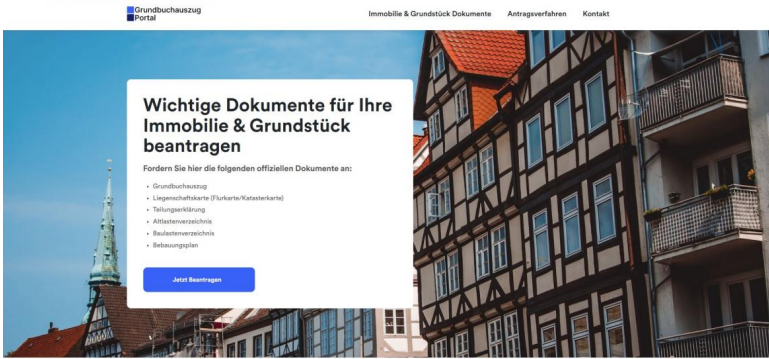 Grundbuchauszug
Portal
Immobilie & Grundstück Dokumente
Antragsverfahren
Kontakt
Wichtige Dokumente für Ihre
Immobilie & Grundstück
beantragen
Fordern Sie hier die folgenden offiziellen Dokumente an:
• Grundbuchauszug
• Liegenschaftskarte (Flurkarte/Katasterkarte)
• Teilungserklärung
• Altlastenverzeichnis
• Baulastenverzeichnis
• Bebauungsplan
Jetzt Beantragen